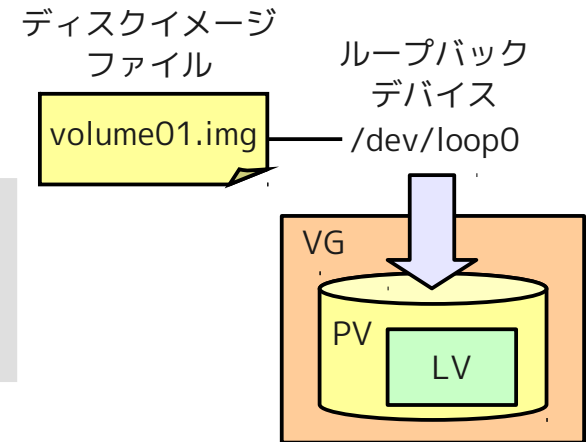 ディスクイメージ
ファイル
volume01.img
ループバック
デバイス
/dev/loop0
VG
PV
LV